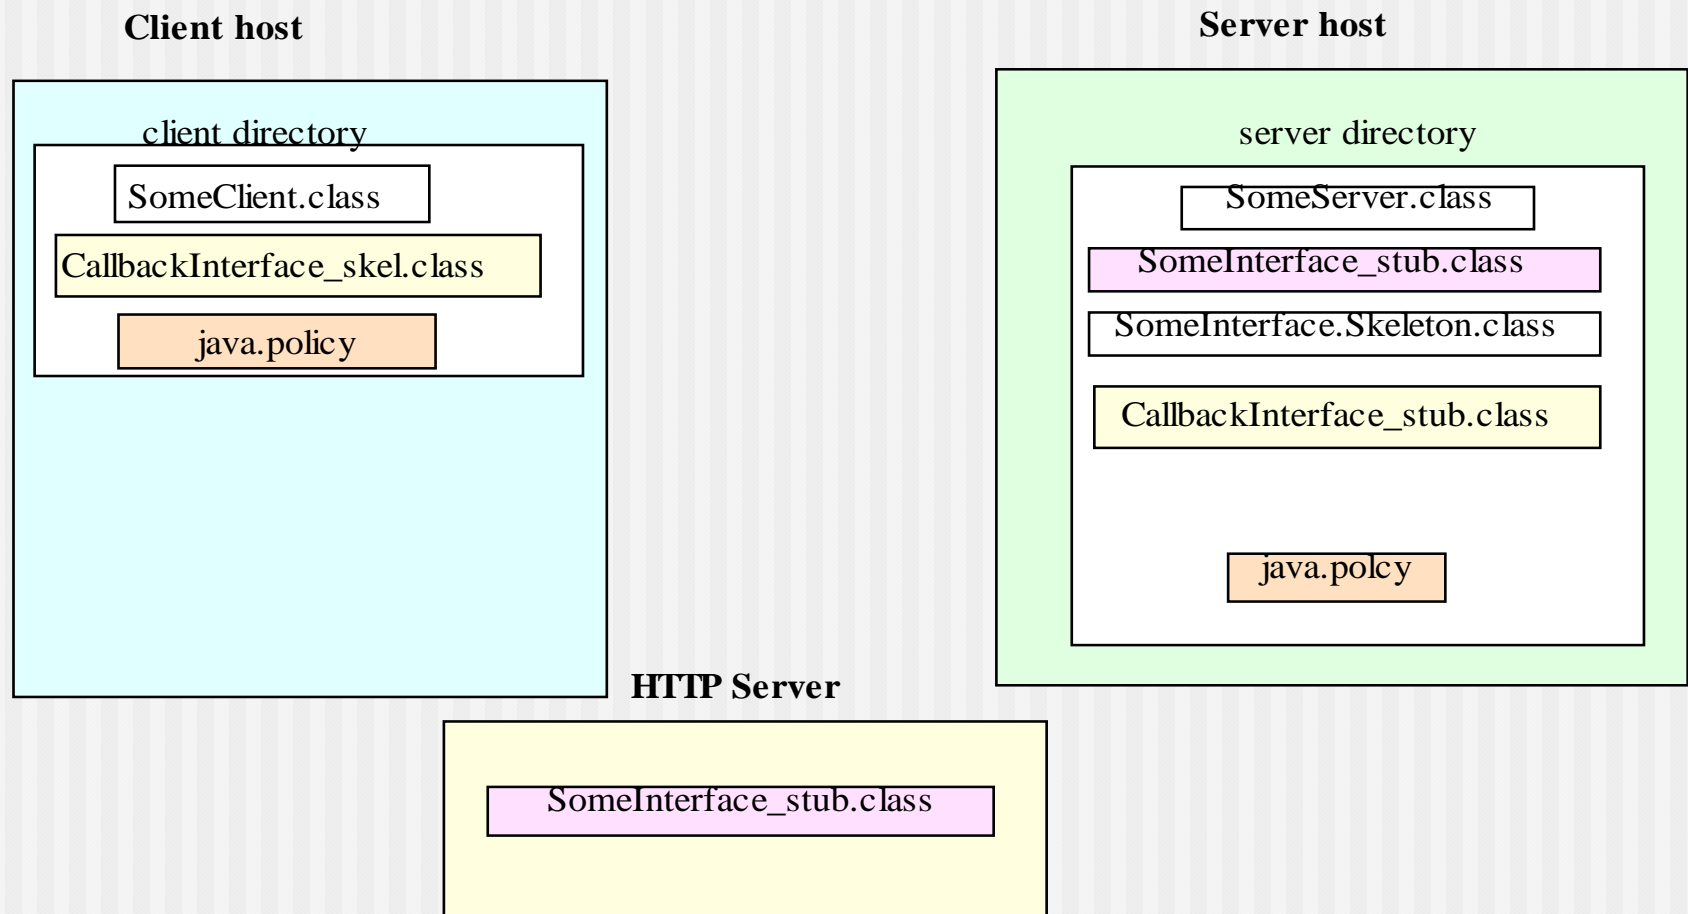 Client host
client directory
SomeClient.class
CallbackInterface_skel.class
java.policy
Server host
server directory
SomeServer.class
SomeInterface_stub.class
SomeInterface.Skeleton.class
CallbackInterface_stub.class
java.polcy
HTTP Server
SomeInterface_stub.class